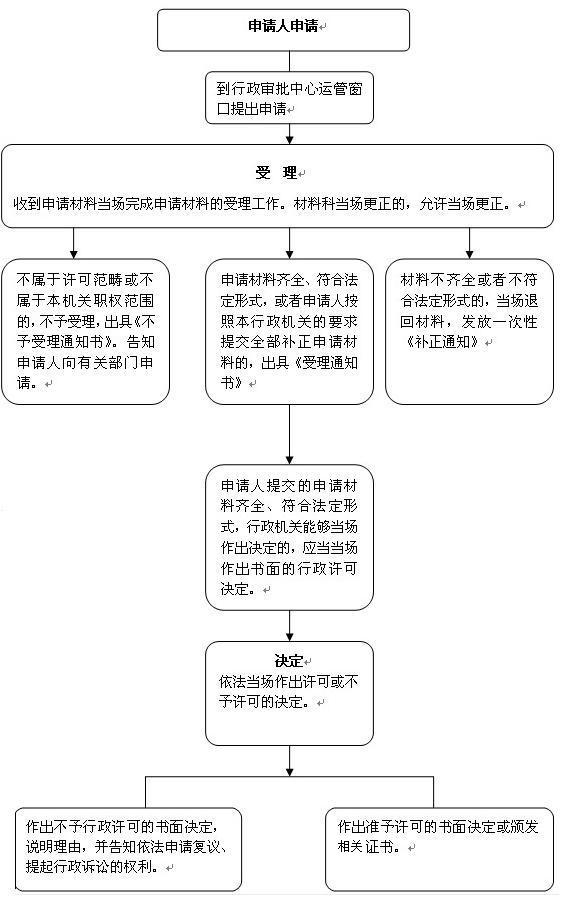 申请人申请
到行政审批中心运管窗
口提出申请
受 理
收到申请材料当场完成申请材料的受理工作。材料科当场更正的，允许当场更正。
不属于许可范畴或不
属于本机关职权范围
的，不予受理，出具《不
予受理通知书》。告知
申请人向有关部门申
请。
申请材料齐全、符合法
定形式，或者申请人按
照本行政机关的要求
提交全部补正申请材
料的，出具《受理通知
书》
材料不齐全或者不符
合法定形式的，当场退
回材料，发放一次性
《补正通知》
申请人提交的申请材
料齐全、符合法定形
式，行政机关能够当场
作出决定的，应当当场
作出书面的行政许可
决定。
决定
依法当场作出许可或不
予许可的决定。
作出不予行政许可的书面决定，
说明理由，并告知依法申请复议、
提起行政诉讼的权利。
作出准予许可的书面决定或颁发
相关证书。